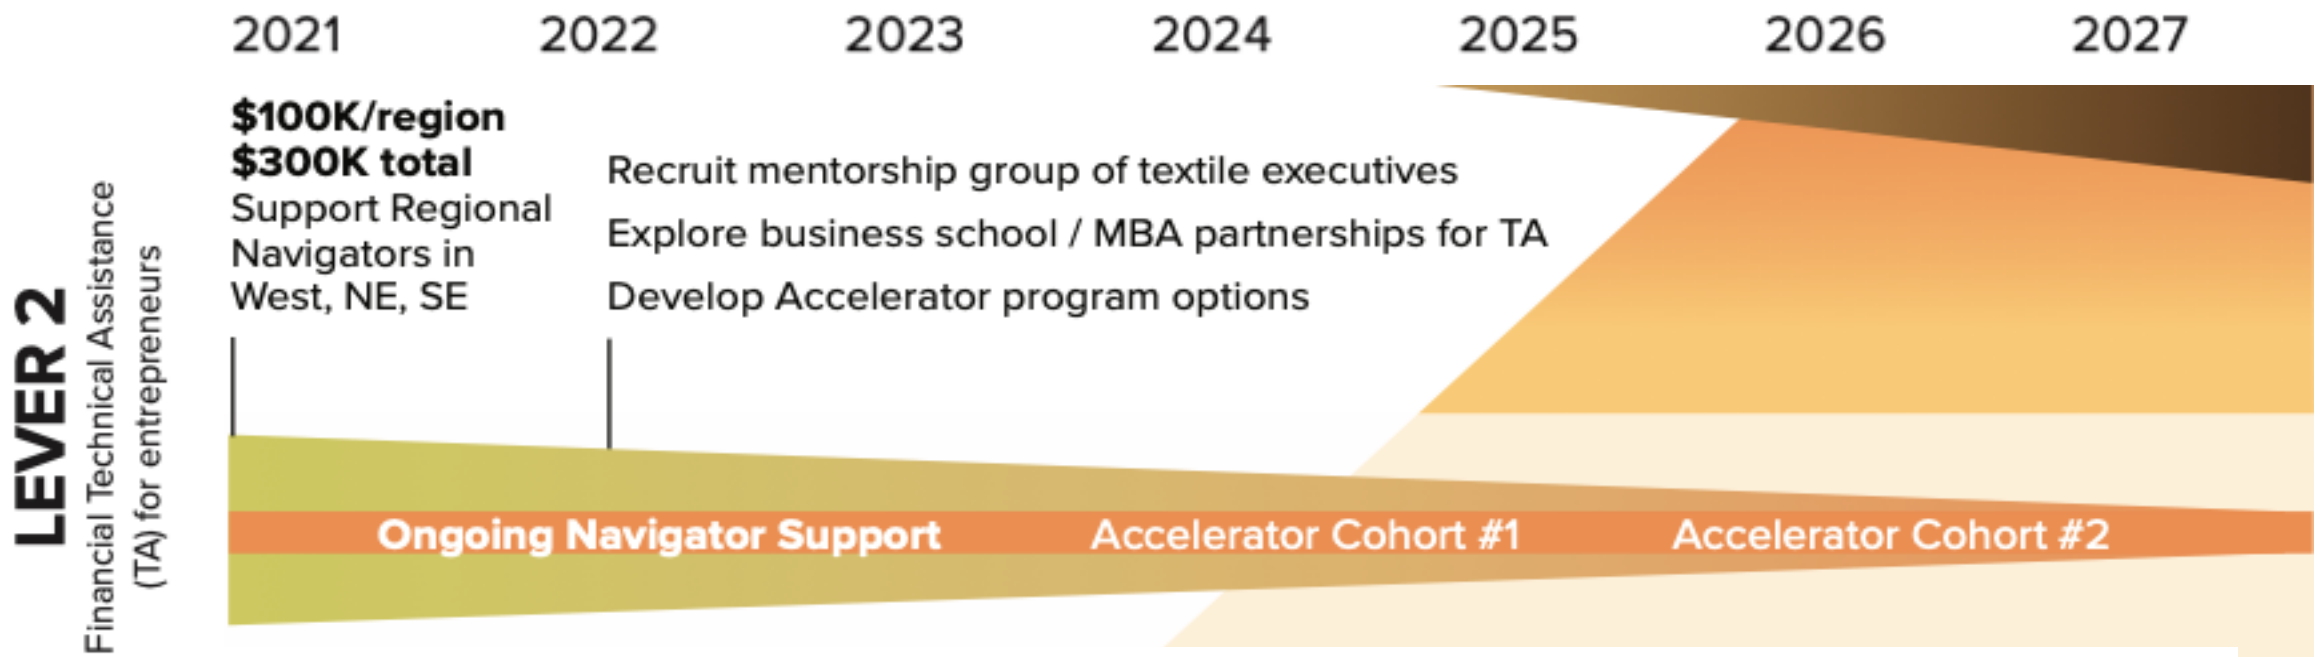 2021 2022 2023 2024 2025 2026 2027
LEVER 2
Financial Technical Assistance
(TA) for entrepreneurs
$100K/region
$300K total
Support Regional
Navigators in
West, NE, SE
Recruit mentorship group of textile executives
Explore business school / MBA partnerships for TA
Develop Accelerator program options
Ongoing Navigator Support Accelerator Cohort #1 Accelerator Cohort #2